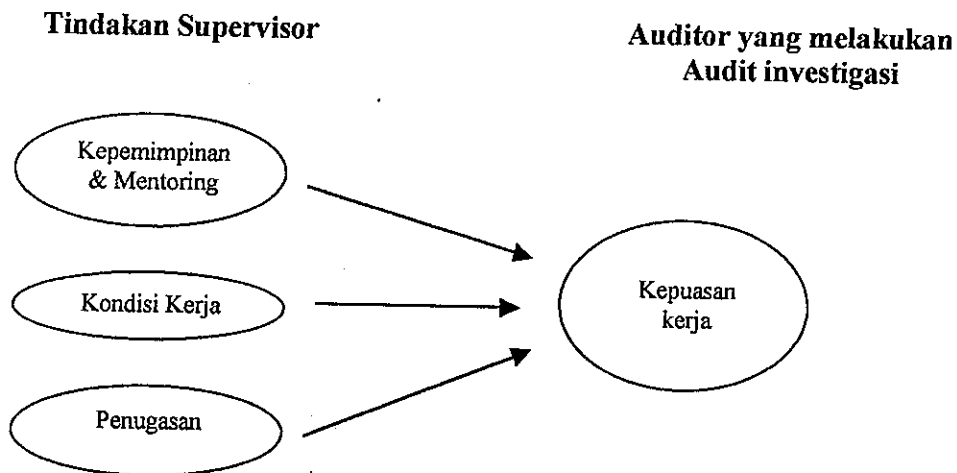 Tindakan Supervisor
Auditor yang melakukan
Audit investigasi
Kepemimpinan
& Mentoring
Kondisi Kerja
Kepuasan
kerja
Penugasan